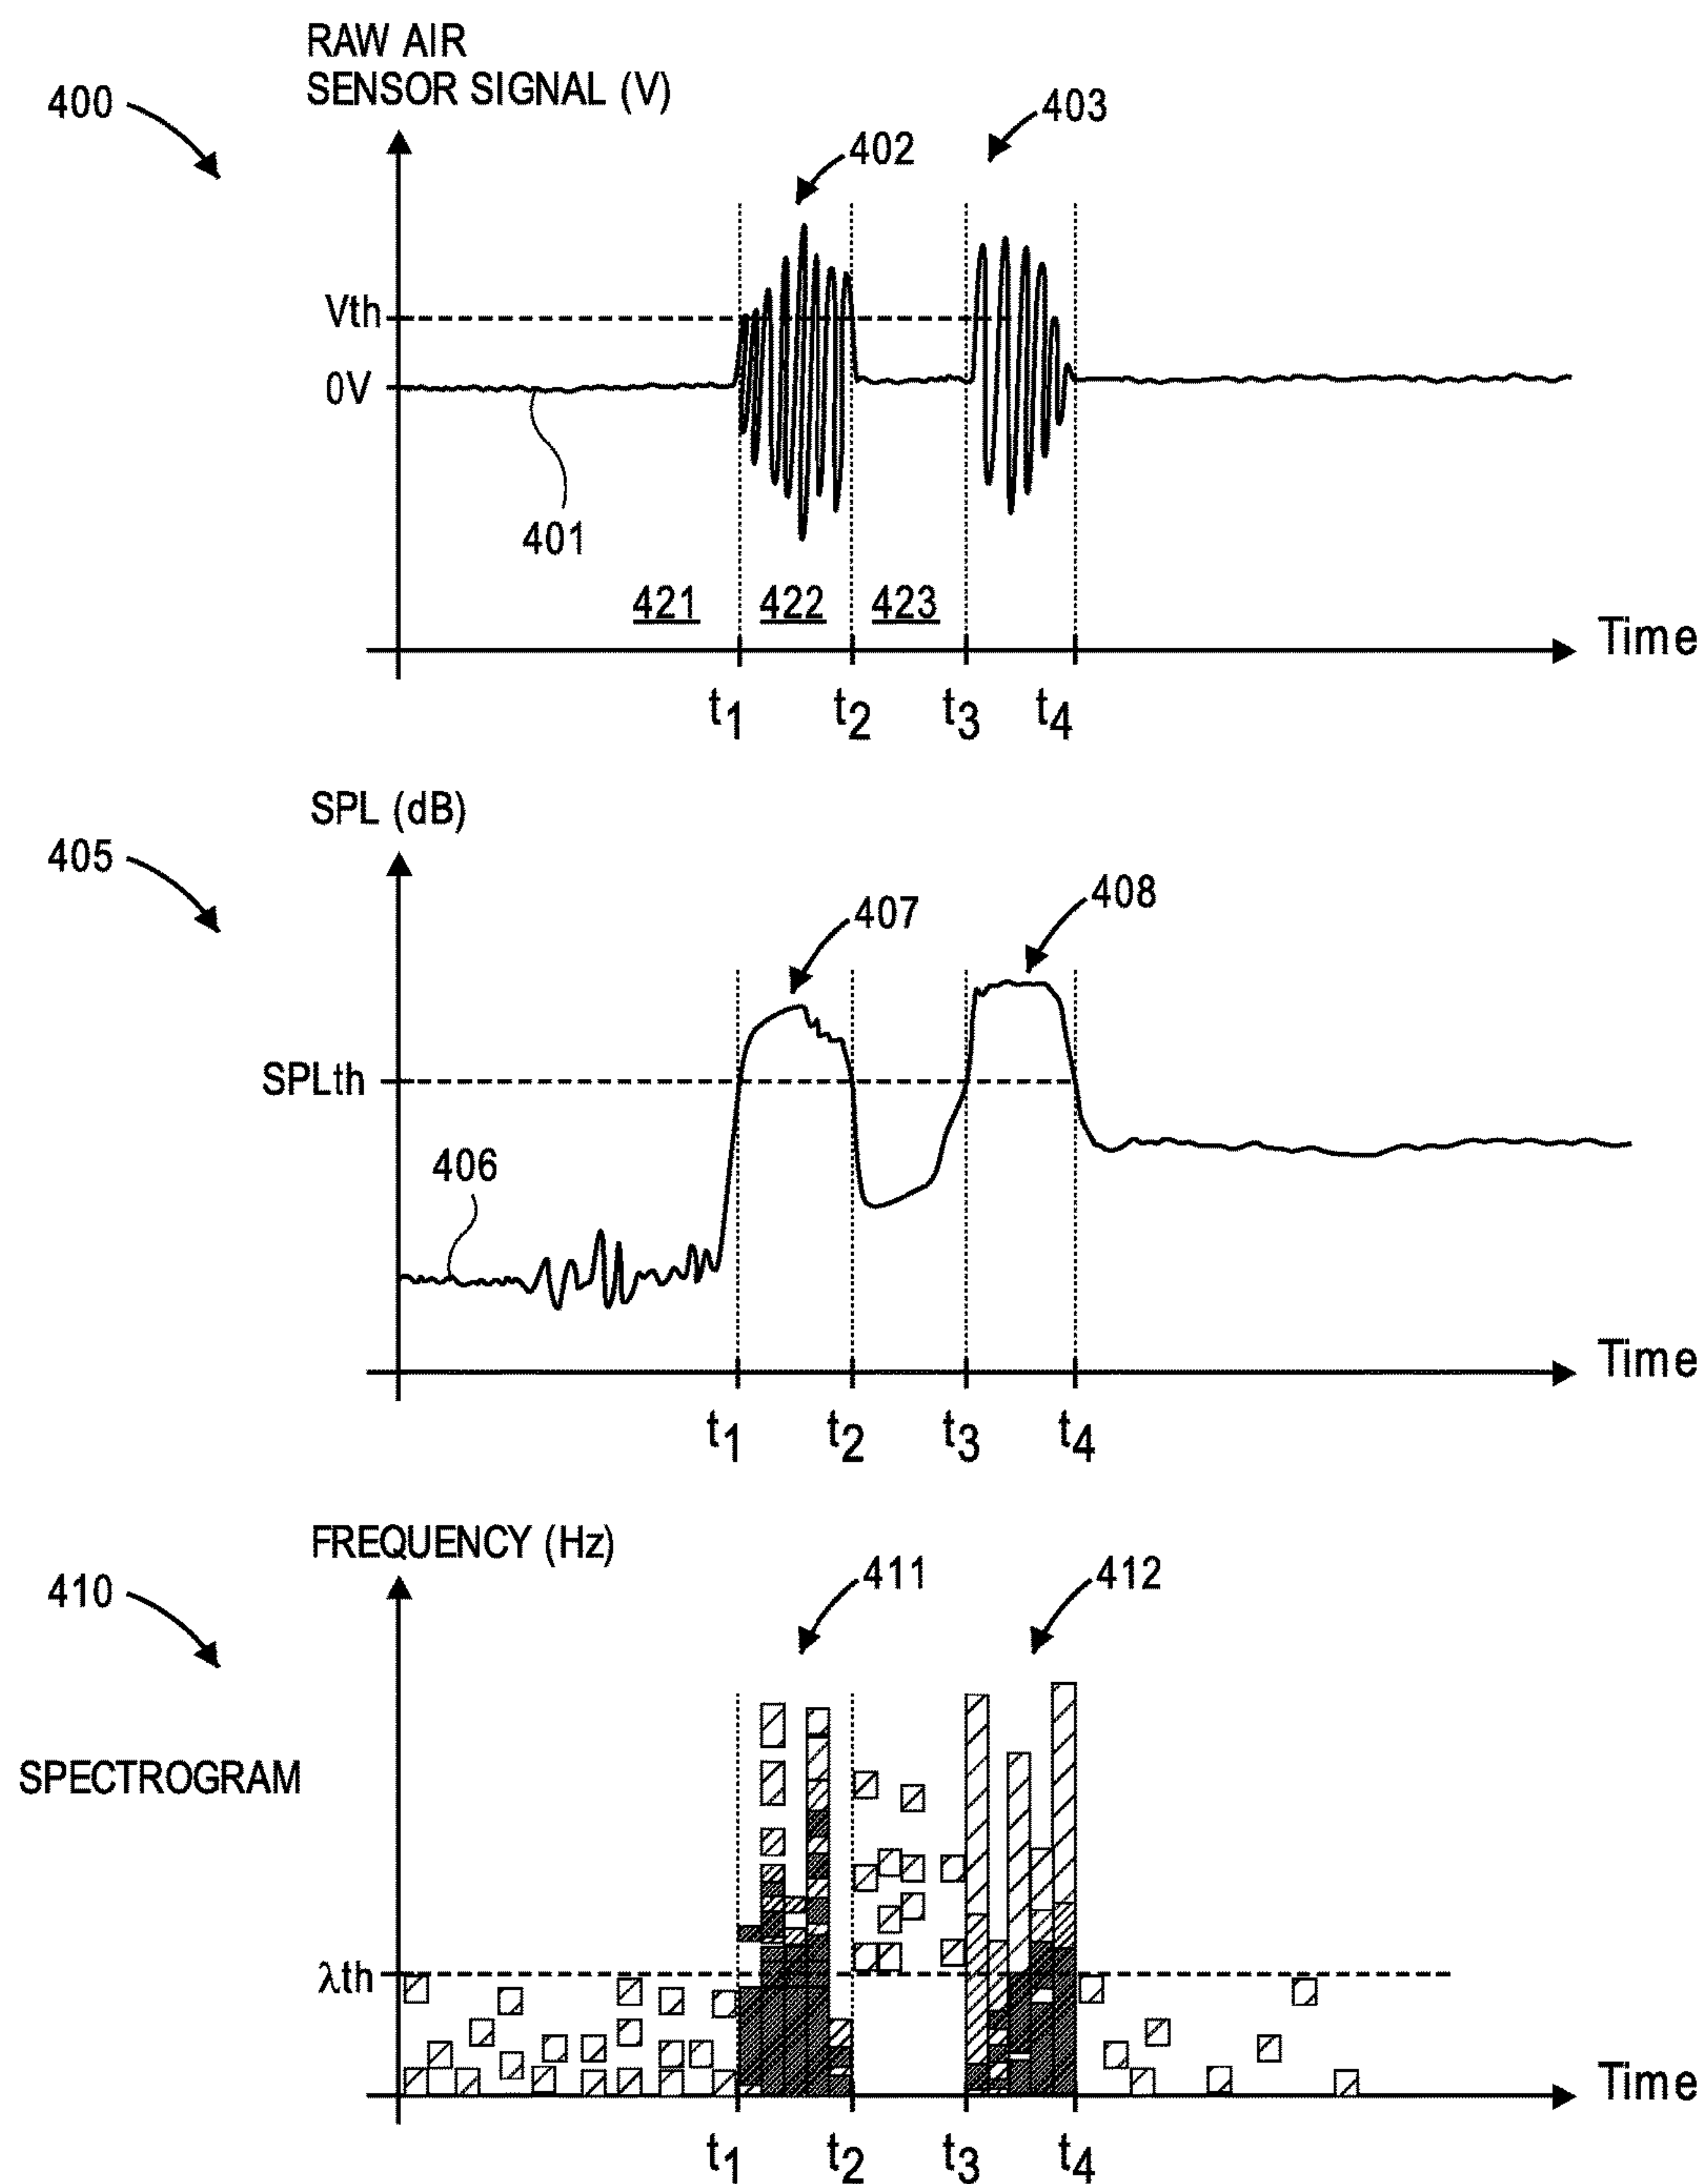 RAW AIR
SENSOR SIGNAL (V)
400
402
403
Vth
0V
401
421 422 423
Time
t1 t2 t3 t4
SPL (dB)
405
407
408
SPLth
406
Time
t1 t2 t3 t4
FREQUENCY (Hz)
410
411
412
SPECTROGRAM
λth
Time
t1 t2 t3 t4